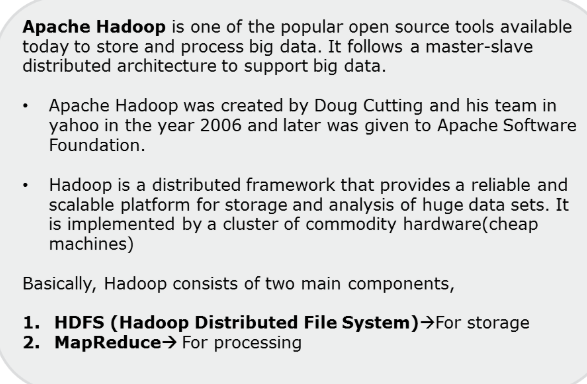 Apache Hadoop is one of the popular open source tools available
today to store and process big data. It follows a master-slave
distributed architecture to support big data.
• Apache Hadoop was created by Doug Cutting and his team in
yahoo in the year 2006 and later was given to Apache Software
Foundation.
• Hadoop is a distributed framework that provides a reliable and
scalable platform for storage and analysis of huge data sets. It
is implemented by a cluster of commodity hardware(cheap
machines)
Basically, Hadoop consists of two main components,
1. HDFS (Hadoop Distributed File System)→For storage
2. MapReduce→ For processing